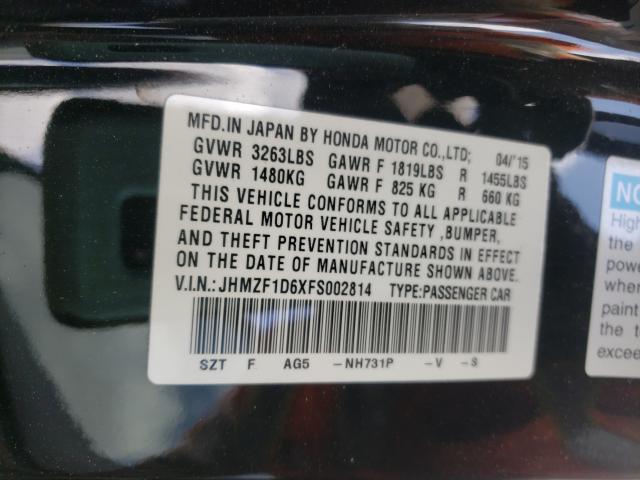 MFD.IN JAPAN BY HONDA MOTOR CO.,LTD; 04/'15
GVWR 3263LBS GAWR F 1819LBS R 1455LBS
GVWR 1480KG GAWR F 825 KG R 660 KG
THIS VEHICLE CONFORMS TO ALL APPLICABLE
FEDERAL MOTOR VEHICLE SAFETY ,BUMPER,
AND THEFT PREVENTION STANDARDS IN EFFECT
ON THE DATE OF MANUFACTURE SHOWN ABOVE.
V.I.N.:JHMZF1D6XFS002814 TYPE:PASSENGER CAR
SZT F AG5 -NH731P -V -S
NO
High
the
powe
when
paint
the t
excee